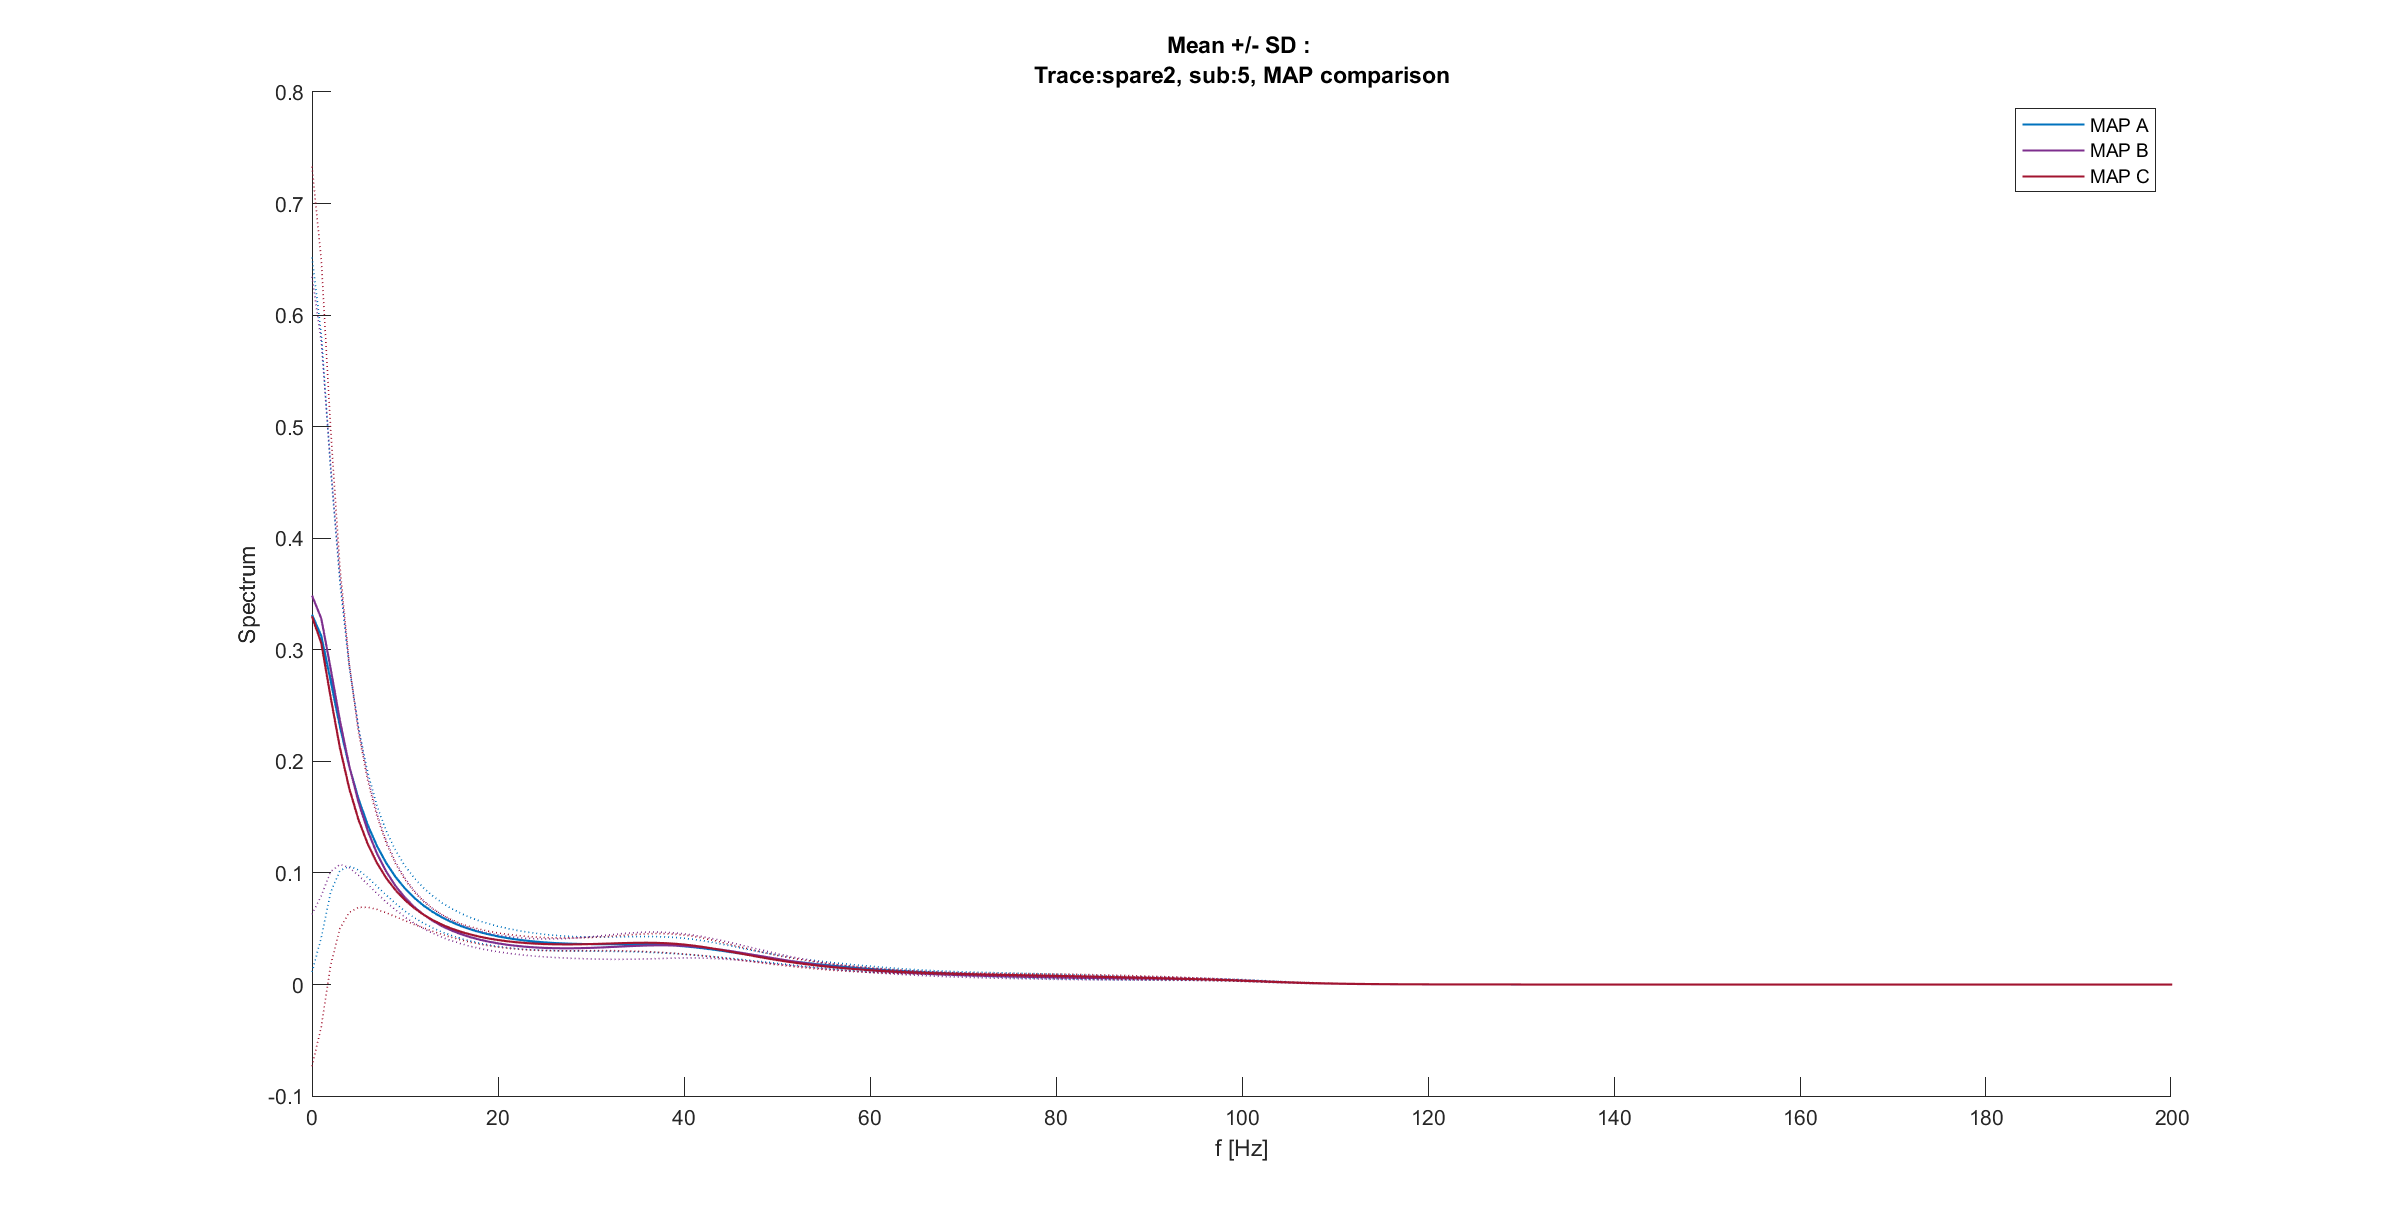 Mean +/- SD :
Trace:spare2, sub:5, MAP comparison
MAP A
MAP B
MAP C
Spectrum
0.8
0.7
0.6
0.5
0.4
0.3
0.2
0.1
0
-0.1
0 20 40 60 80 100 120 140 160 180 200
f [Hz]